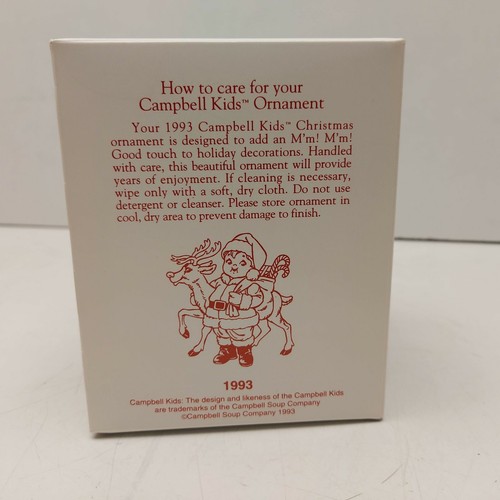 How to care for your
Campbell Kids™ Ornament
Your 1993 Campbell Kids™ Christmas
ornament is designed to add an M'm! M'm!
Good touch to holiday decorations. Handled
with care, this beautiful ornament will provide
years of enjoyment. If cleaning is necessary,
wipe only with a soft, dry cloth. Do not use
detergent or cleanser. Please store ornament in
cool, dry area to prevent damage to finish.
1993
Campbell Kids: The design and likeness of the Campbell Kids
are trademarks of the Campbell Soup Company
©Campbell Soup Company 1993